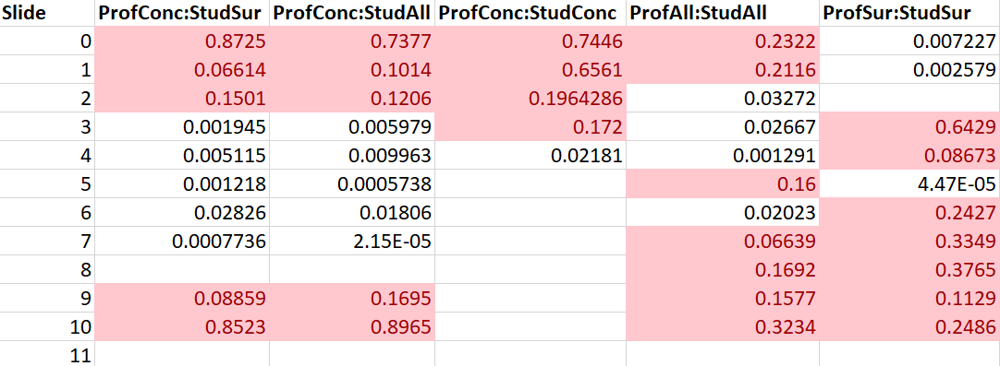 Slide ProfConc:StudSur ProfConc:StudAll ProfConc:StudConc ProfAll:StudAll ProfSur:StudSur
0 0.8725 0.7377 0.7446 0.2322 0.007227
1 0.06614 0.1014 0.6561 0.2116 0.002579
2 0.1501 0.1206 0.1964286 0.03272
3 0.001945 0.005979 0.172 0.02667 0.6429
4 0.005115 0.009963 0.02181 0.001291 0.08673
5 0.001218 0.0005738 0.16 4.47E-05
6 0.02826 0.01806 0.02023 0.2427
7 0.0007736 2.15E-05 0.06639 0.3349
8 0.1692 0.3765
9 0.08859 0.1695 0.1577 0.1129
10 0.8523 0.8965 0.3234 0.2486
11